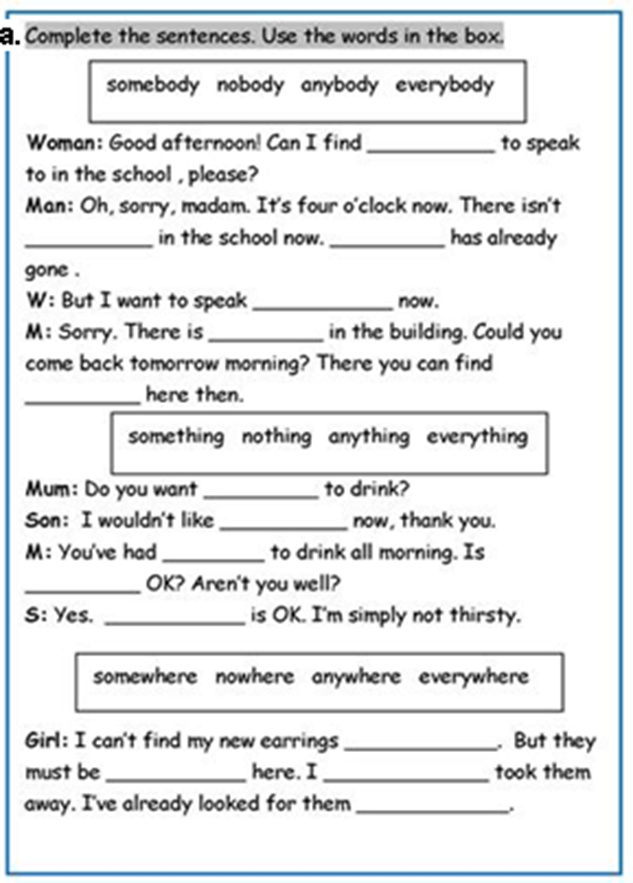 a. Complete the sentences. Use the words in the box.
somebody nobody anybody everybody
Woman: Good afternoon! Can I find __________ to speak
to in the school , please?
Man: Oh, sorry, madam. It's four o'clock now. There isn't
__________ in the school now. _________ has already
gone .
W: But I want to speak ___________ now.
M: Sorry. There is _________ in the building. Could you
come back tomorrow morning? There you can find
_________ here then.
something nothing anything everything
Mum: Do you want _________ to drink?
Son: I wouldn't like __________ now, thank you.
M: You've had ________ to drink all morning. Is
_________ OK? Aren't you well?
S: Yes. ___________ is OK. I'm simply not thirsty.
somewhere nowhere anywhere everywhere
Girl: I can't find my new earrings ____________. But they
must be ___________ here. I _____________ took them
away. I've already looked for them ____________.